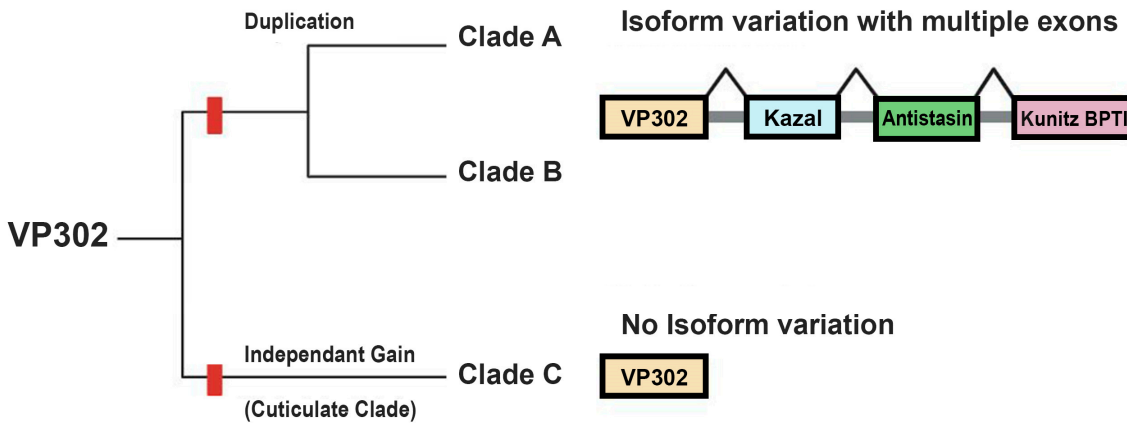 Duplication
Clade A
Isoform variation with multiple exons
VP302
Kazal
Antistasin
Kunitz BPTI
Clade B
VP302
No Isoform variation
Independant Gain
Clade C
(Cuticulate Clade)
VP302